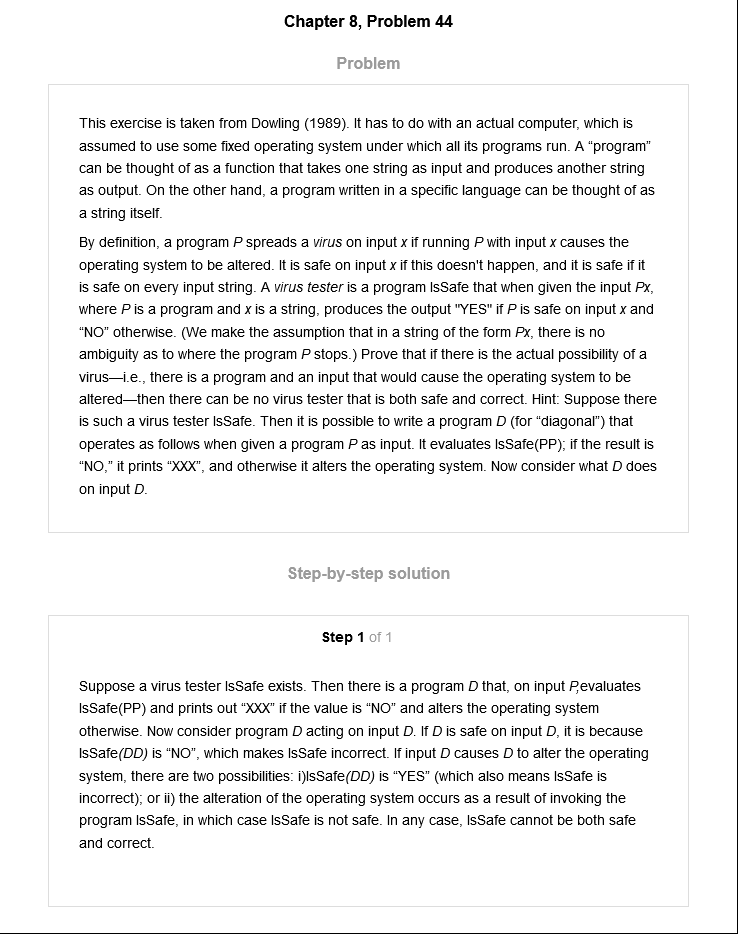 Chapter 8, Problem 44
Problem
This exercise is taken from Dowling (1989). It has to do with an actual computer, which is
assumed to use some fixed operating system under which all its programs run. A “program”
can be thought of as a function that takes one string as input and produces another string
as output. On the other hand, a program written in a specific language can be thought of as
a string itself.
By definition, a program P spreads a virus on input x if running P with input x causes the
operating system to be altered. It is safe on input x if this doesn't happen, and it is safe if it
is safe on every input string. A virus tester is a program IsSafe that when given the input Px,
where P is a program and x is a string, produces the output "YES" if P is safe on input x and
“NO” otherwise. (We make the assumption that in a string of the form Px, there is no
ambiguity as to where the program P stops.) Prove that if there is the actual possibility of a
virus—i.e., there is a program and an input that would cause the operating system to be
altered—then there can be no virus tester that is both safe and correct. Hint: Suppose there
is such a virus tester IsSafe. Then it is possible to write a program D (for “diagonal”) that
operates as follows when given a program P as input. It evaluates IsSafe(PP); if the result is
“NO,” it prints “XXX”, and otherwise it alters the operating system. Now consider what D does
on input D.
Step-by-step solution
Step 1 of 1
Suppose a virus tester IsSafe exists. Then there is a program D that, on input P,evaluates
IsSafe(PP) and prints out “XXX” if the value is “NO” and alters the operating system
otherwise. Now consider program D acting on input D. If D is safe on input D, it is because
IsSafe(DD) is “NO”, which makes IsSafe incorrect. If input D causes D to alter the operating
system, there are two possibilities: i)IsSafe(DD) is “YES” (which also means IsSafe is
incorrect); or ii) the alteration of the operating system occurs as a result of invoking the
program IsSafe, in which case IsSafe is not safe. In any case, IsSafe cannot be both safe
and correct.